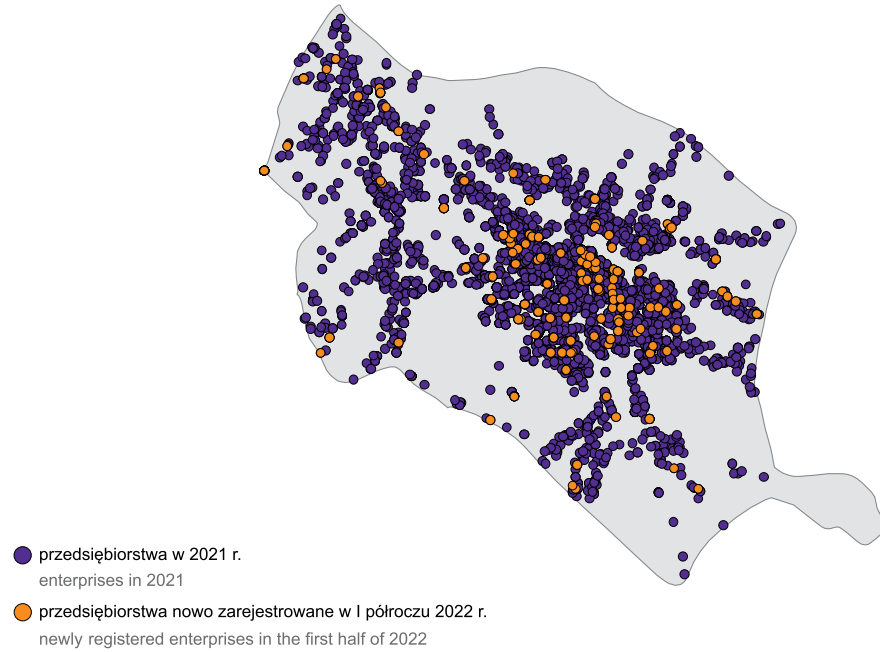 przedsiębiorstwa w 2021 r.
enterprises in 2021
przedsiębiorstwa nowo zarejestrowane w I półroczu 2022 r.
newly registered enterprises in the first half of 2022